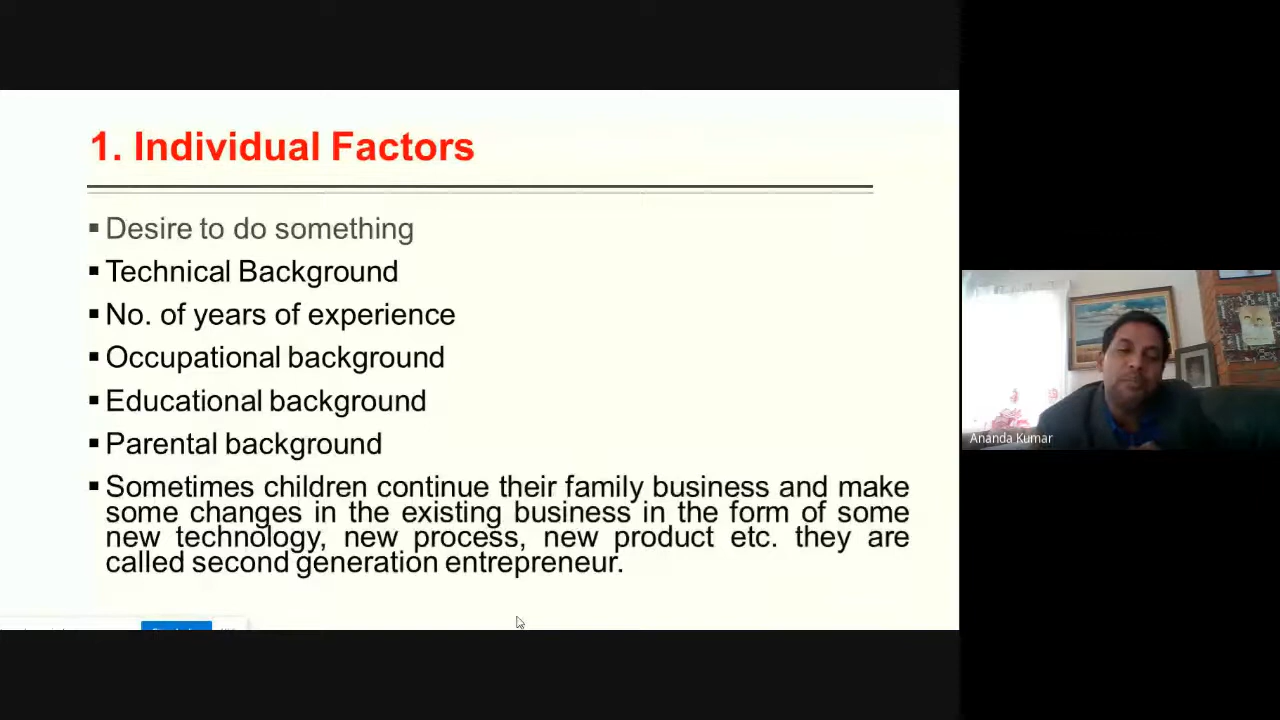 1. Individual Factors
▪Desire to do something
▪Technical Background
▪No. of years of experience
▪Occupational background
▪Educational background
▪Parental background
▪Sometimes children continue their family business and make
some changes in the existing business in the form of some
new technology, new process, new product etc. they are
called second generation entrepreneur.
Ananda Kumar